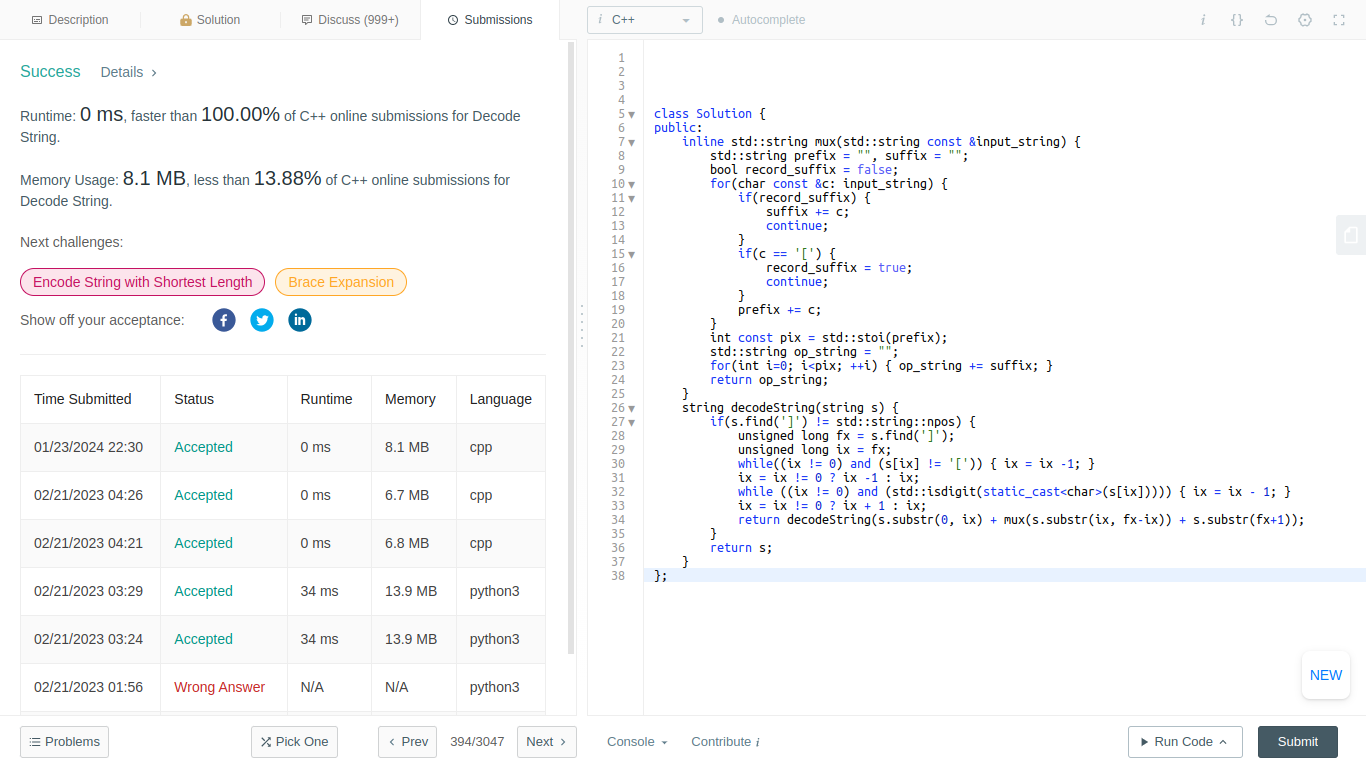 Description
Solution
Discuss (999+)
Submissions
i C++
Autocomplete
i {}
Success Details ›
Runtime: 0 ms, faster than 100.00% of C++ online submissions for Decode
String.
Memory Usage: 8.1 MB, less than 13.88% of C++ online submissions for
Decode String.
Next challenges:
Encode String with Shortest Length
Brace Expansion
Show off your acceptance:
Time Submitted Status Runtime Memory Language
01/23/2024 22:30 Accepted 0 ms 8.1 MB cpp
02/21/2023 04:26 Accepted 0 ms 6.7 MB cpp
02/21/2023 04:21 Accepted 0 ms 6.8 MB cpp
02/21/2023 03:29 Accepted 34 ms 13.9 MB python3
02/21/2023 03:24 Accepted 34 ms 13.9 MB python3
02/21/2023 01:56 Wrong Answer N/A N/A python3
1
2
3
4
5 class Solution {
6 public:
7     inline std::string mux(std::string const &input_string) {
8         std::string prefix = "", suffix = "";
9         bool record_suffix = false;
10         for(char const &c: input_string) {
11             if(record_suffix) {
12                 suffix += c;
13                 continue;
14             }
15             if(c == '[') {
16                 record_suffix = true;
17                 continue;
18             }
19             prefix += c;
20         }
21         int const pix = std::stoi(prefix);
22         std::string op_string = "";
23         for(int i=0; i<pix; ++i) { op_string += suffix; }
24         return op_string;
25     }
26     string decodeString(string s) {
27         if(s.find(']') != std::string::npos) {
28             unsigned long fx = s.find(']');
29             unsigned long ix = fx;
30             while((ix != 0) and (s[ix] != '[')) { ix = ix -1; }
31             ix = ix != 0 ? ix -1 : ix;
32             while ((ix != 0) and (std::isdigit(static_cast<char>(s[ix])))) { ix = ix - 1; }
33             ix = ix != 0 ? ix + 1 : ix;
34             return decodeString(s.substr(0, ix) + mux(s.substr(ix, fx-ix)) + s.substr(fx+1));
35         }
36         return s;
37     }
38 };
NEW
Problems
Pick One
‹ Prev
394/3047
Next ›
Console
Contribute i
Run Code
Submit